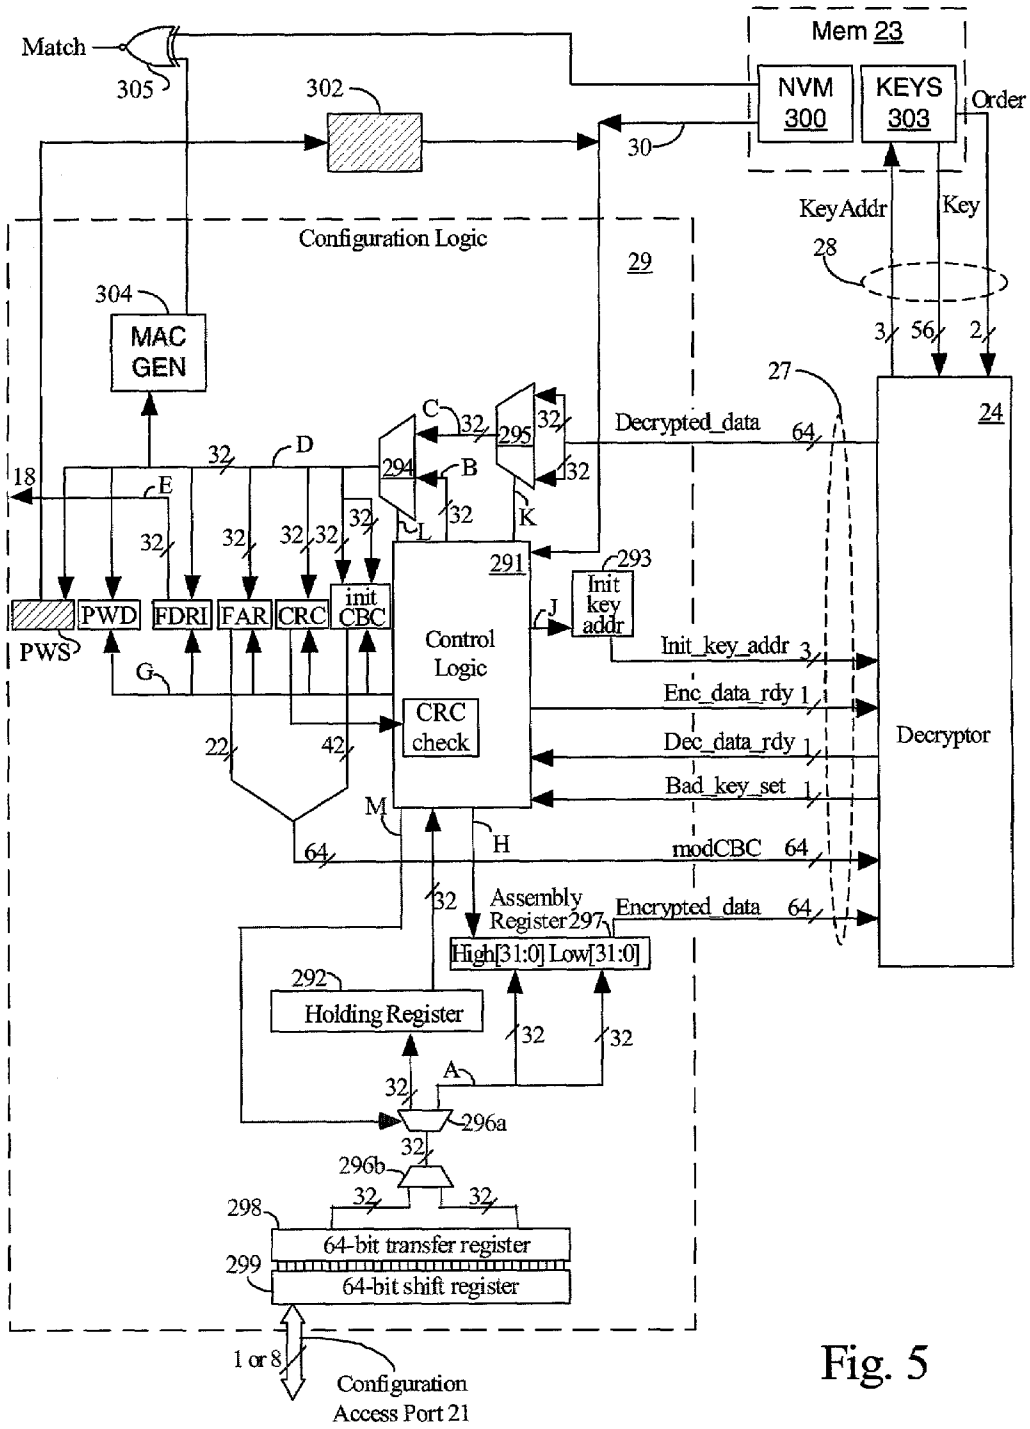 Match
305
302
Mem 23
NVM
300
KEYS
303
Order
30
KeyAddr
Key
28
3
56
2
Configuration Logic
29
304
MAC
GEN
27
24
C
32
295
32
32
Decrypted_data
64
294
B
32
K
L
32
D
18
E
32
32
32
32
32
291
293
Init
key
addr
J
PWS
PWD
FDRI
FAR
CRC
init
CBC
Control
Logic
Init_key_addr
3
G
Enc_data_rdy
1
CRC
check
22
42
Dec_data_rdy
1
Decryptor
Bad_key_set
1
M
H
64
modCBC
64
32
Assembly
Register 297
Encrypted_data
64
High[31:0] Low[31:0]
292
Holding Register
32
32
32
A
296a
32
296b
32
32
298
64-bit transfer register
299
64-bit shift register
1 or 8
Configuration
Access Port 21
Fig. 5